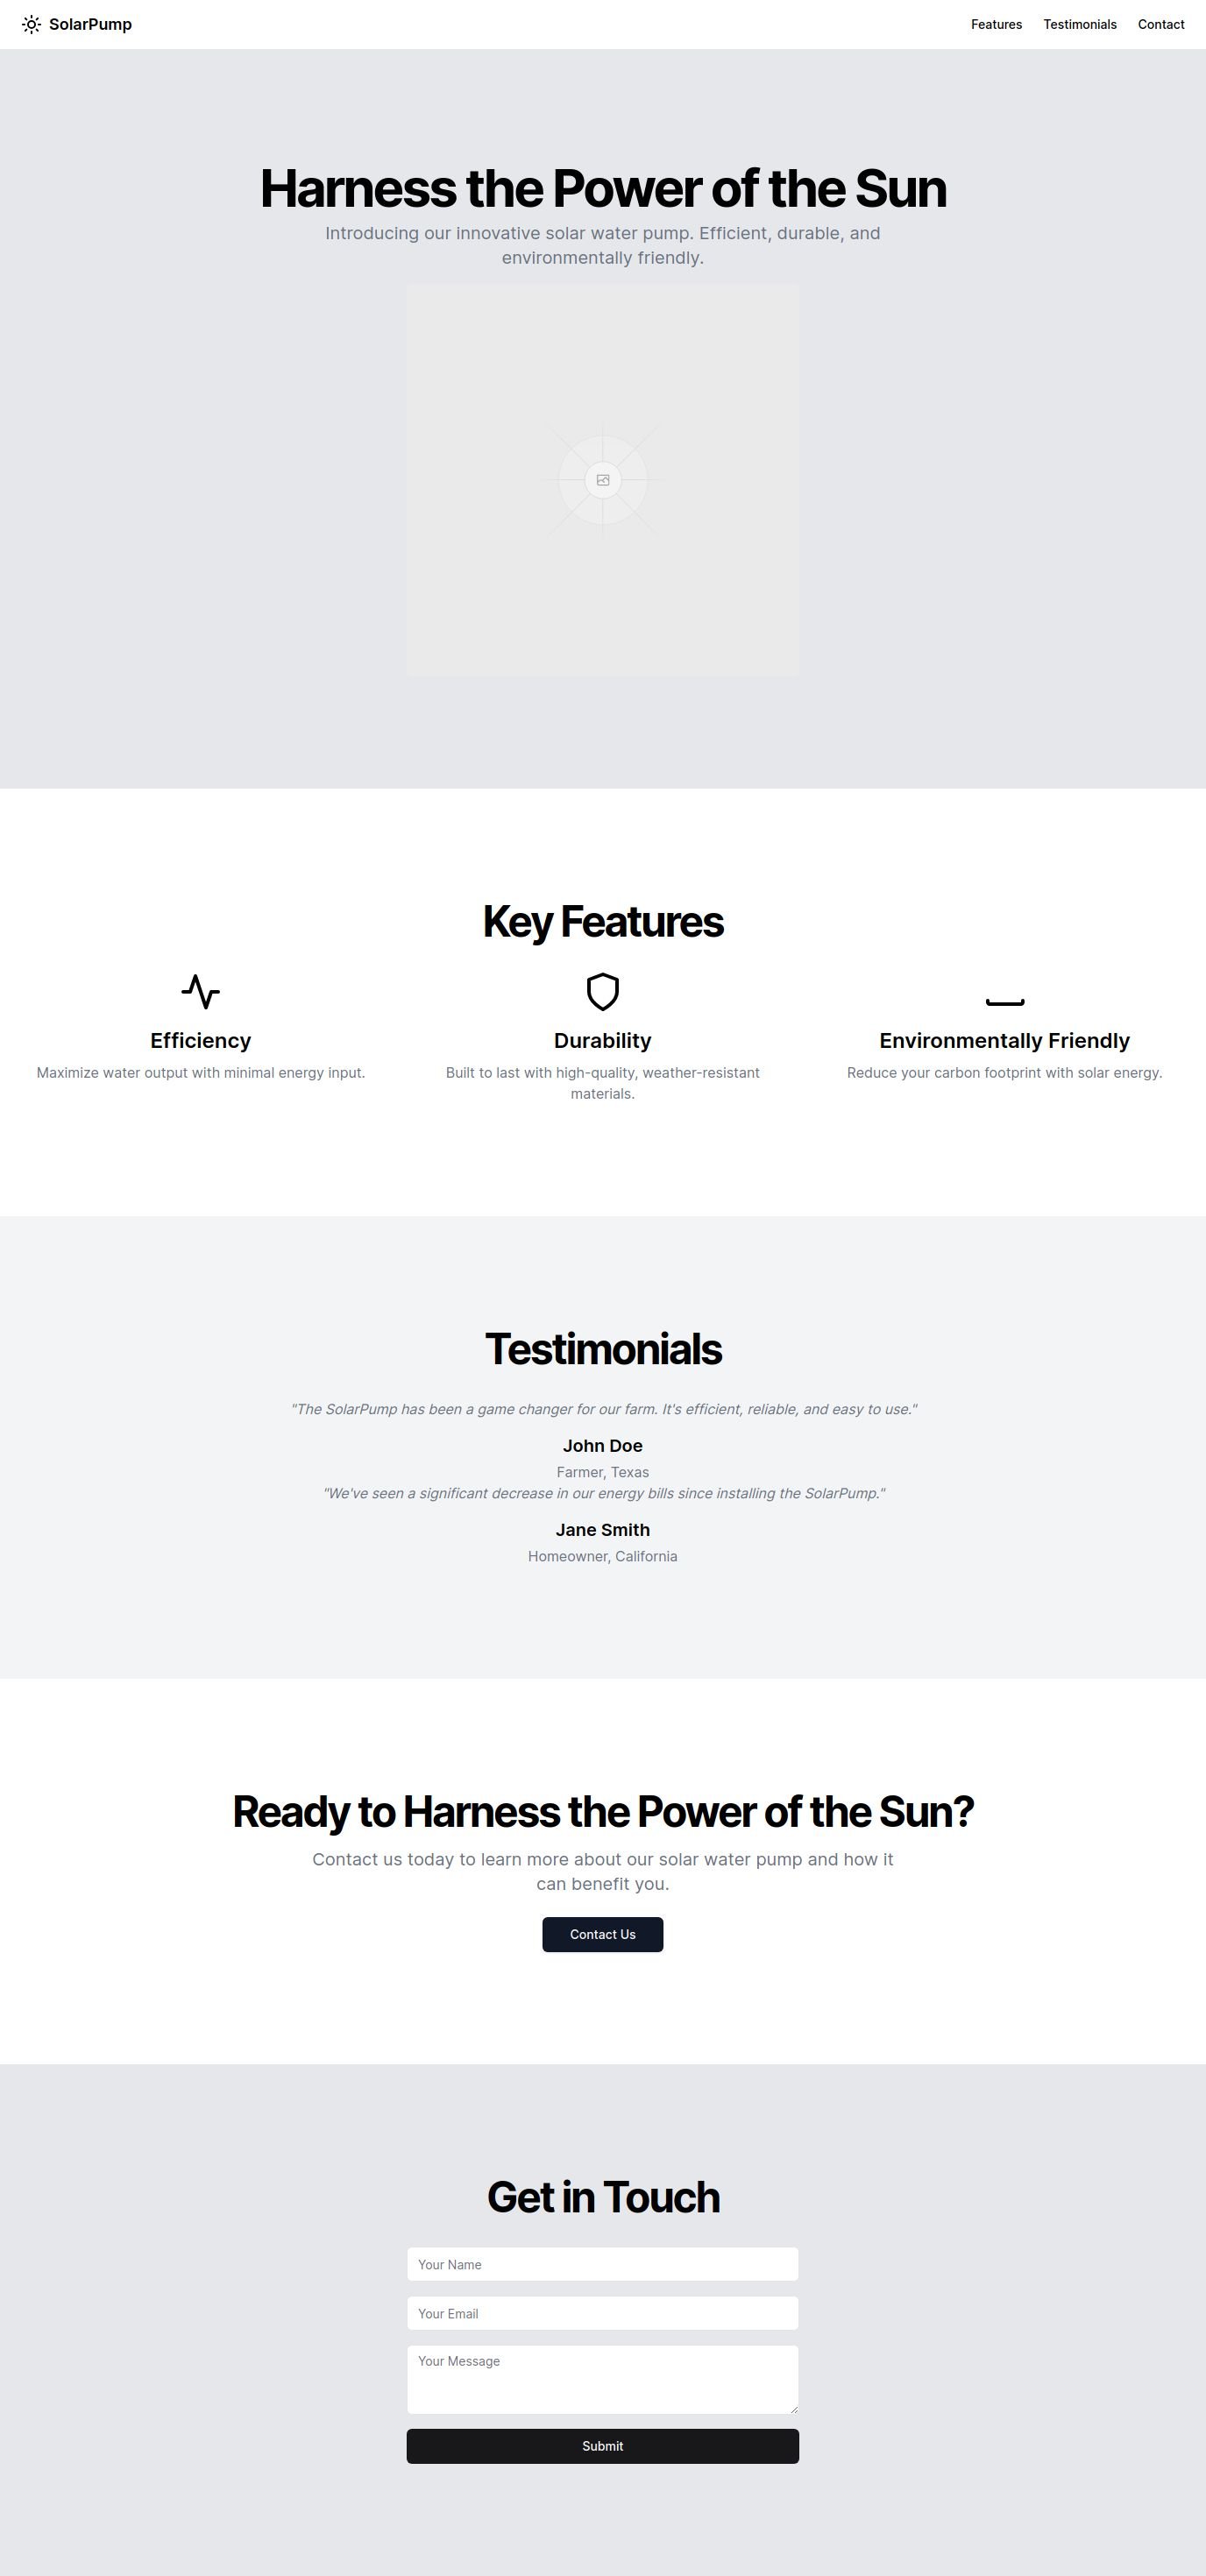 SolarPump
Features
Testimonials
Contact
Harness the Power of the Sun
Introducing our innovative solar water pump. Efficient, durable, and
environmentally friendly.
Key Features
Efficiency
Maximize water output with minimal energy input.
Durability
Built to last with high-quality, weather-resistant
materials.
Environmentally Friendly
Reduce your carbon footprint with solar energy.
Testimonials
"The SolarPump has been a game changer for our farm. It's efficient, reliable, and easy to use."
John Doe
Farmer, Texas
"We've seen a significant decrease in our energy bills since installing the SolarPump."
Jane Smith
Homeowner, California
Ready to Harness the Power of the Sun?
Contact us today to learn more about our solar water pump and how it
can benefit you.
Contact Us
Get in Touch
Your Name
Your Email
Your Message
Submit